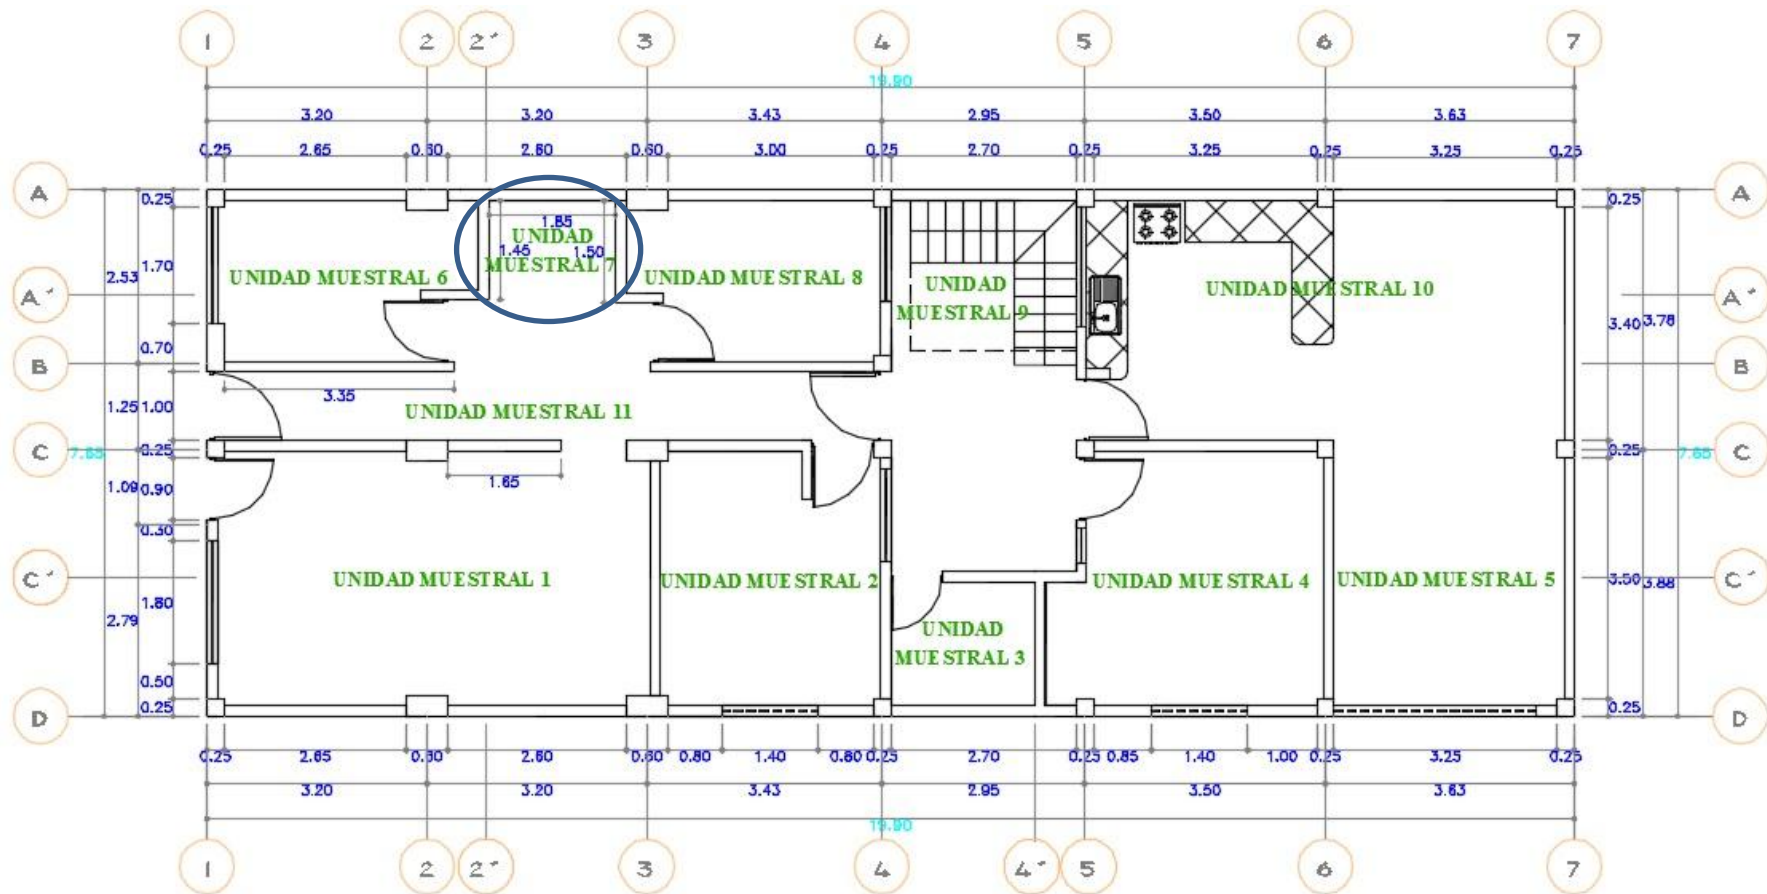 1 2 2' 3 4 5 6 7
19.90
3.20 3.20 3.43 2.95 3.50 3.63
0.25 2.65 0.60 2.60 0.60 3.00 0.25 2.70 0.25 3.25 0.25 3.25 0.25
A 0.25 0.25 A
1.85
UNIDAD
1.45 1.50
MUESTRAL 7
2.53 1.70
UNIDAD MUESTRAL 6
UNIDAD MUESTRAL 8
UNIDAD
MUESTRAL 9
UNIDAD MUESTRAL 10
A' A'
3.40 3.78
0.70
B B
3.35
1.25 1.00
UNIDAD MUESTRAL 11
C 7.65 0.25 0.25 7.65 C
1.09 0.90
1.65
0.30
C' C'
UNIDAD MUESTRAL 1
UNIDAD MUESTRAL 2
UNIDAD MUESTRAL 4
UNIDAD MUESTRAL 5
3.50 3.88
2.79 1.80
UNIDAD
MUESTRAL 3
0.50
0.25 0.25
D D
0.25 2.65 0.60 2.60 0.60 0.80 1.40 0.80 0.25 2.70 0.25 0.85 1.40 1.00 0.25 3.25 0.25
3.20 3.20 3.43 2.95 3.50 3.63
19.90
1 2 2' 3 4 4' 5 6 7